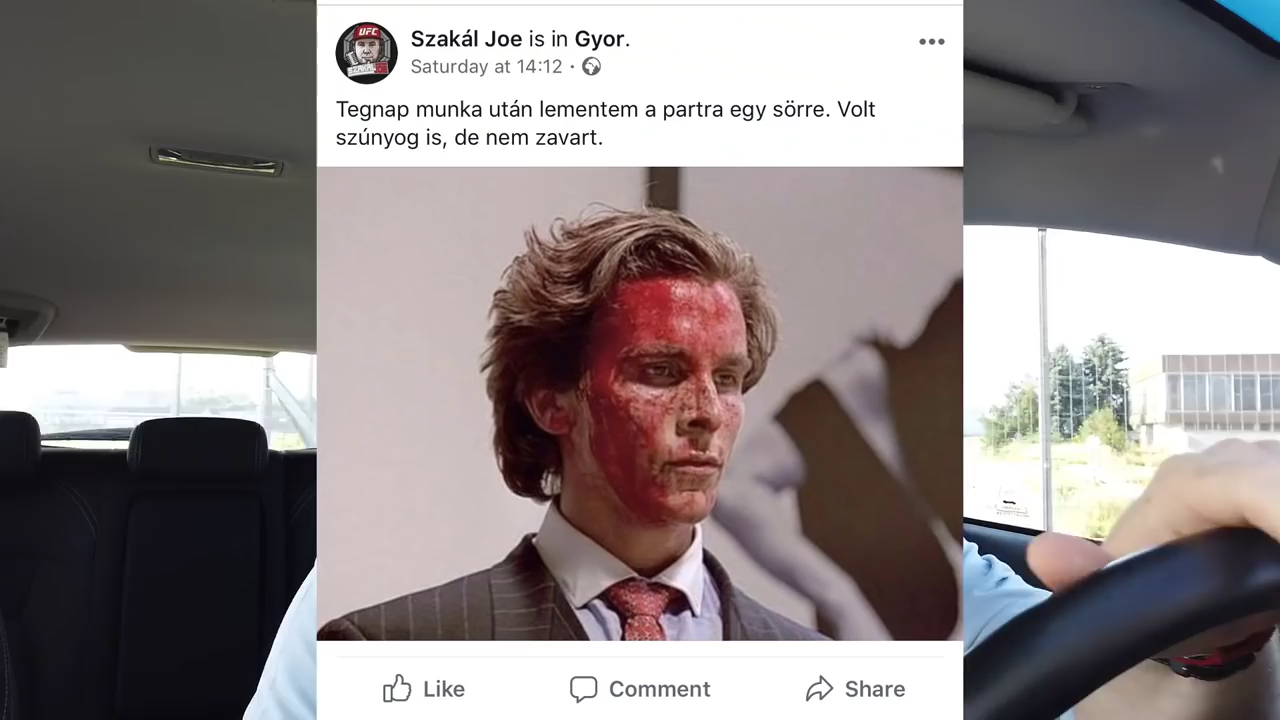 UFC
Szakál Joe is in Gyor.
Saturday at 14:12 ·
Tegnap munka után lementem a partra egy sörre. Volt
szúnyog is, de nem zavart.
Like
Comment
Share